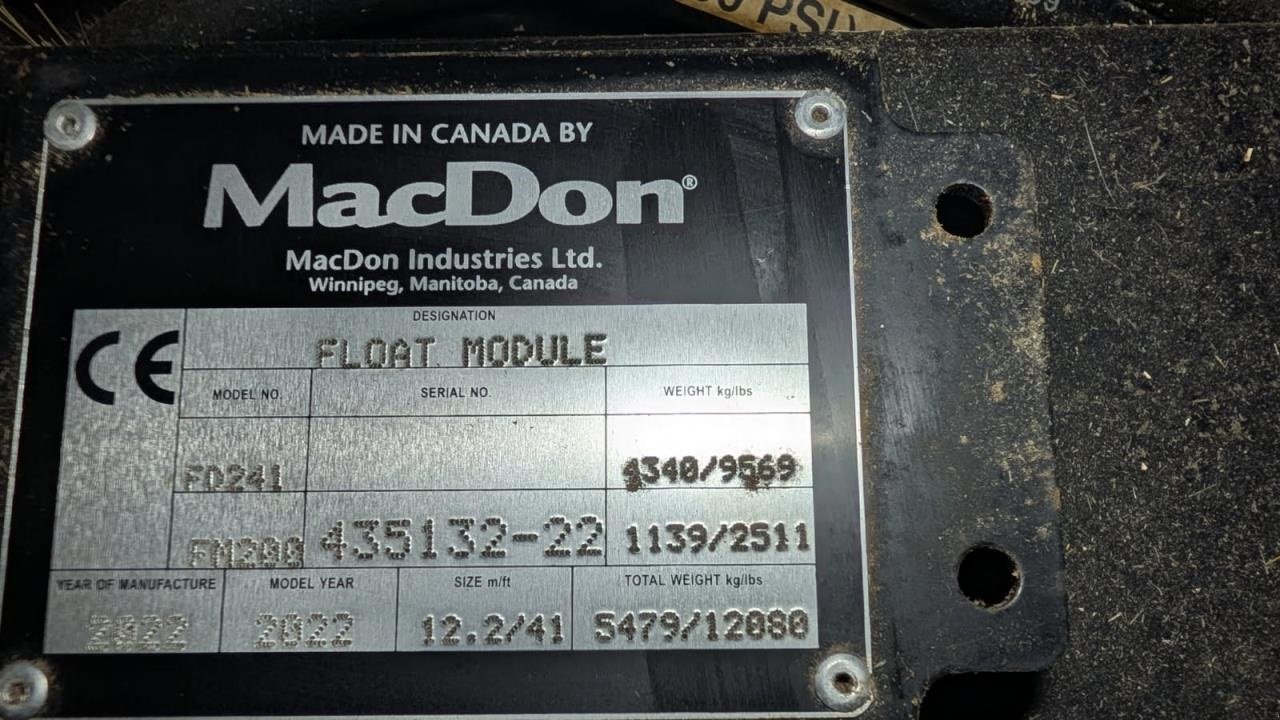 0 PSI)
MADE IN CANADA BY
MacDon®
MacDon Industries Ltd.
Winnipeg, Manitoba, Canada
CE
DESIGNATION
FLOAT MODULE
MODEL NO. SERIAL NO. WEIGHT kg/lbs
FD241 4340/9569
FM200 435132-22 1139/2511
YEAR OF MANUFACTURE MODEL YEAR SIZE m/ft TOTAL WEIGHT kg/lbs
2022 2022 12.2/41 5479/12080